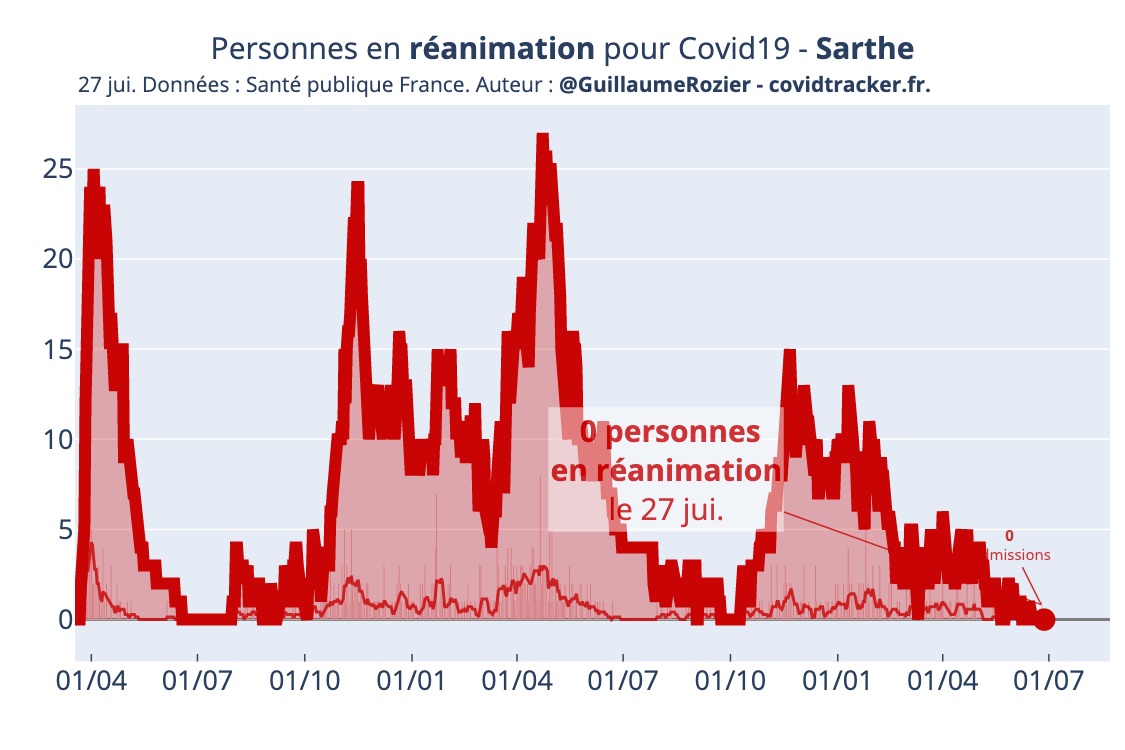 Personnes en réanimation pour Covid19 - Sarthe
27 jui. Données : Santé publique France. Auteur : @GuillaumeRozier - covidtracker.fr.
25
20
15
10
5
0
0 personnes
en réanimation
le 27 jui.
0
dmissions
01/04 01/07 01/10 01/01 01/04 01/07 01/10 01/01 01/04 01/07